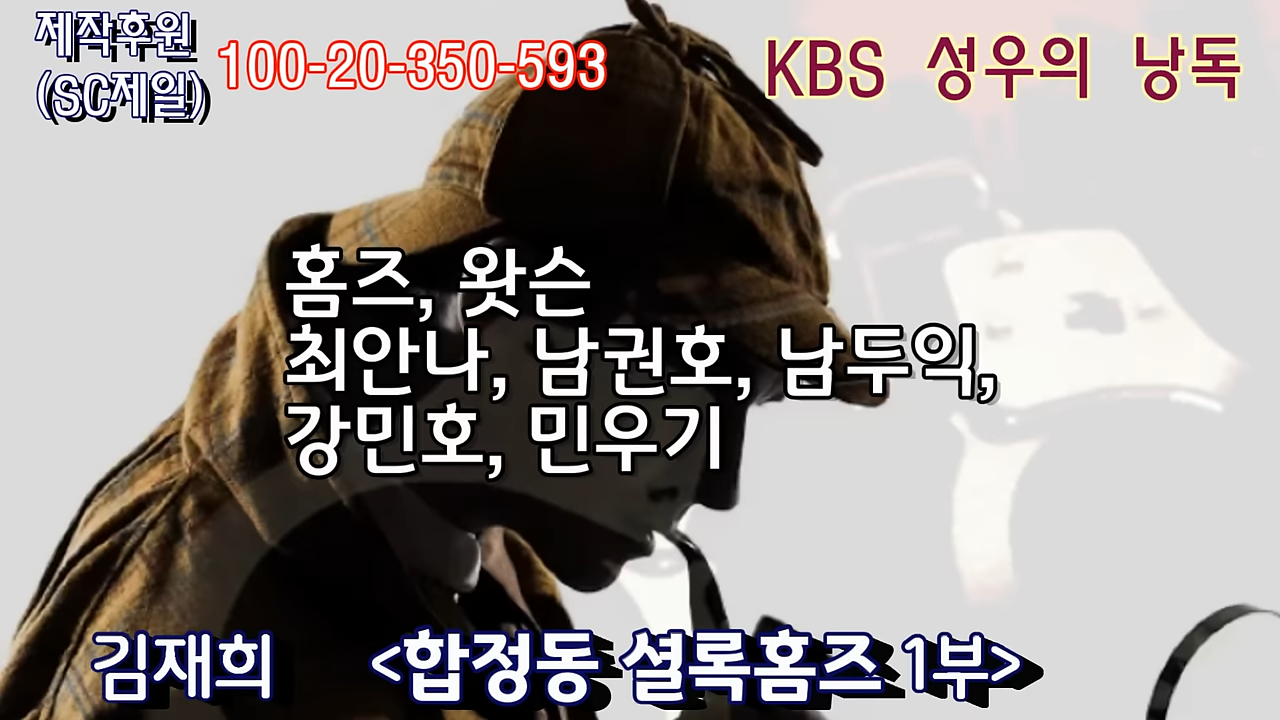 제작후원
(SC제일)
100-20-350-593
KBS 성우의 낭독
홈즈, 왓슨
최안나, 남권호, 남두익,
강민호, 민우기
김재희 <합정동 셜록홈즈 1부>